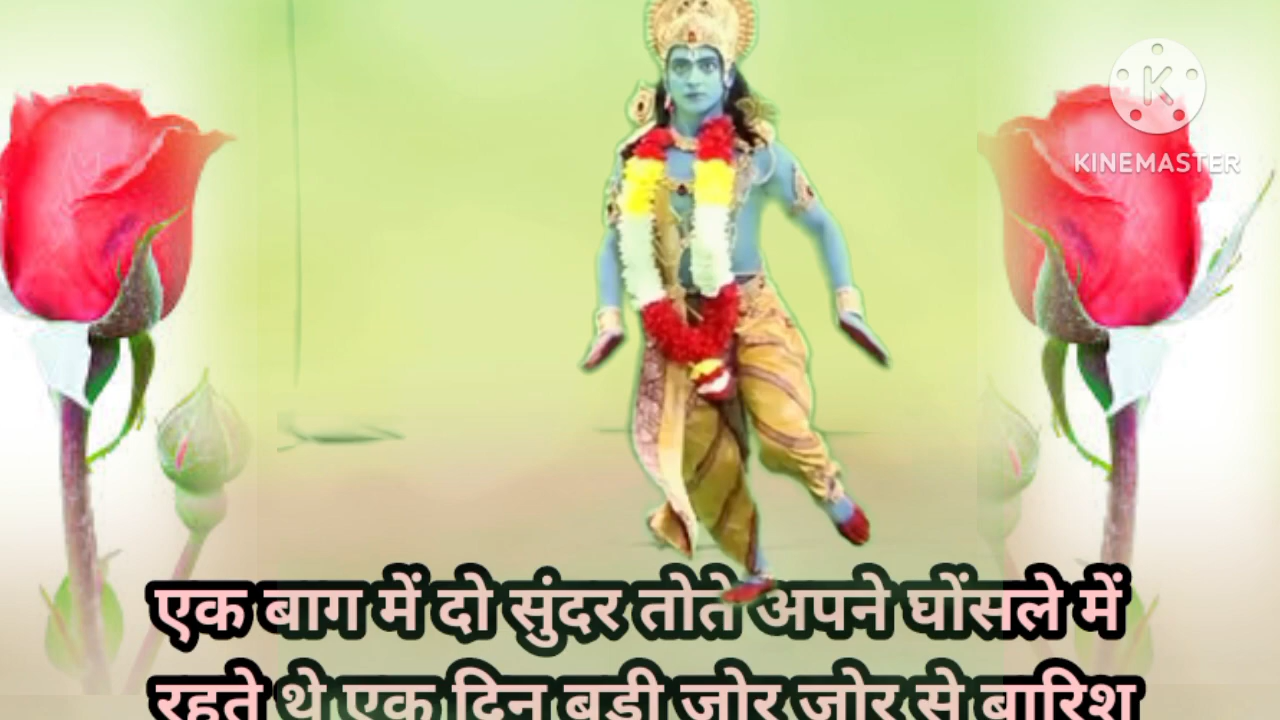 KINEMASTER
एक बाग में दो सुंदर तोते अपने घोंसले में
रहते थे एक दिन बड़ी जोर जोर से बारिश